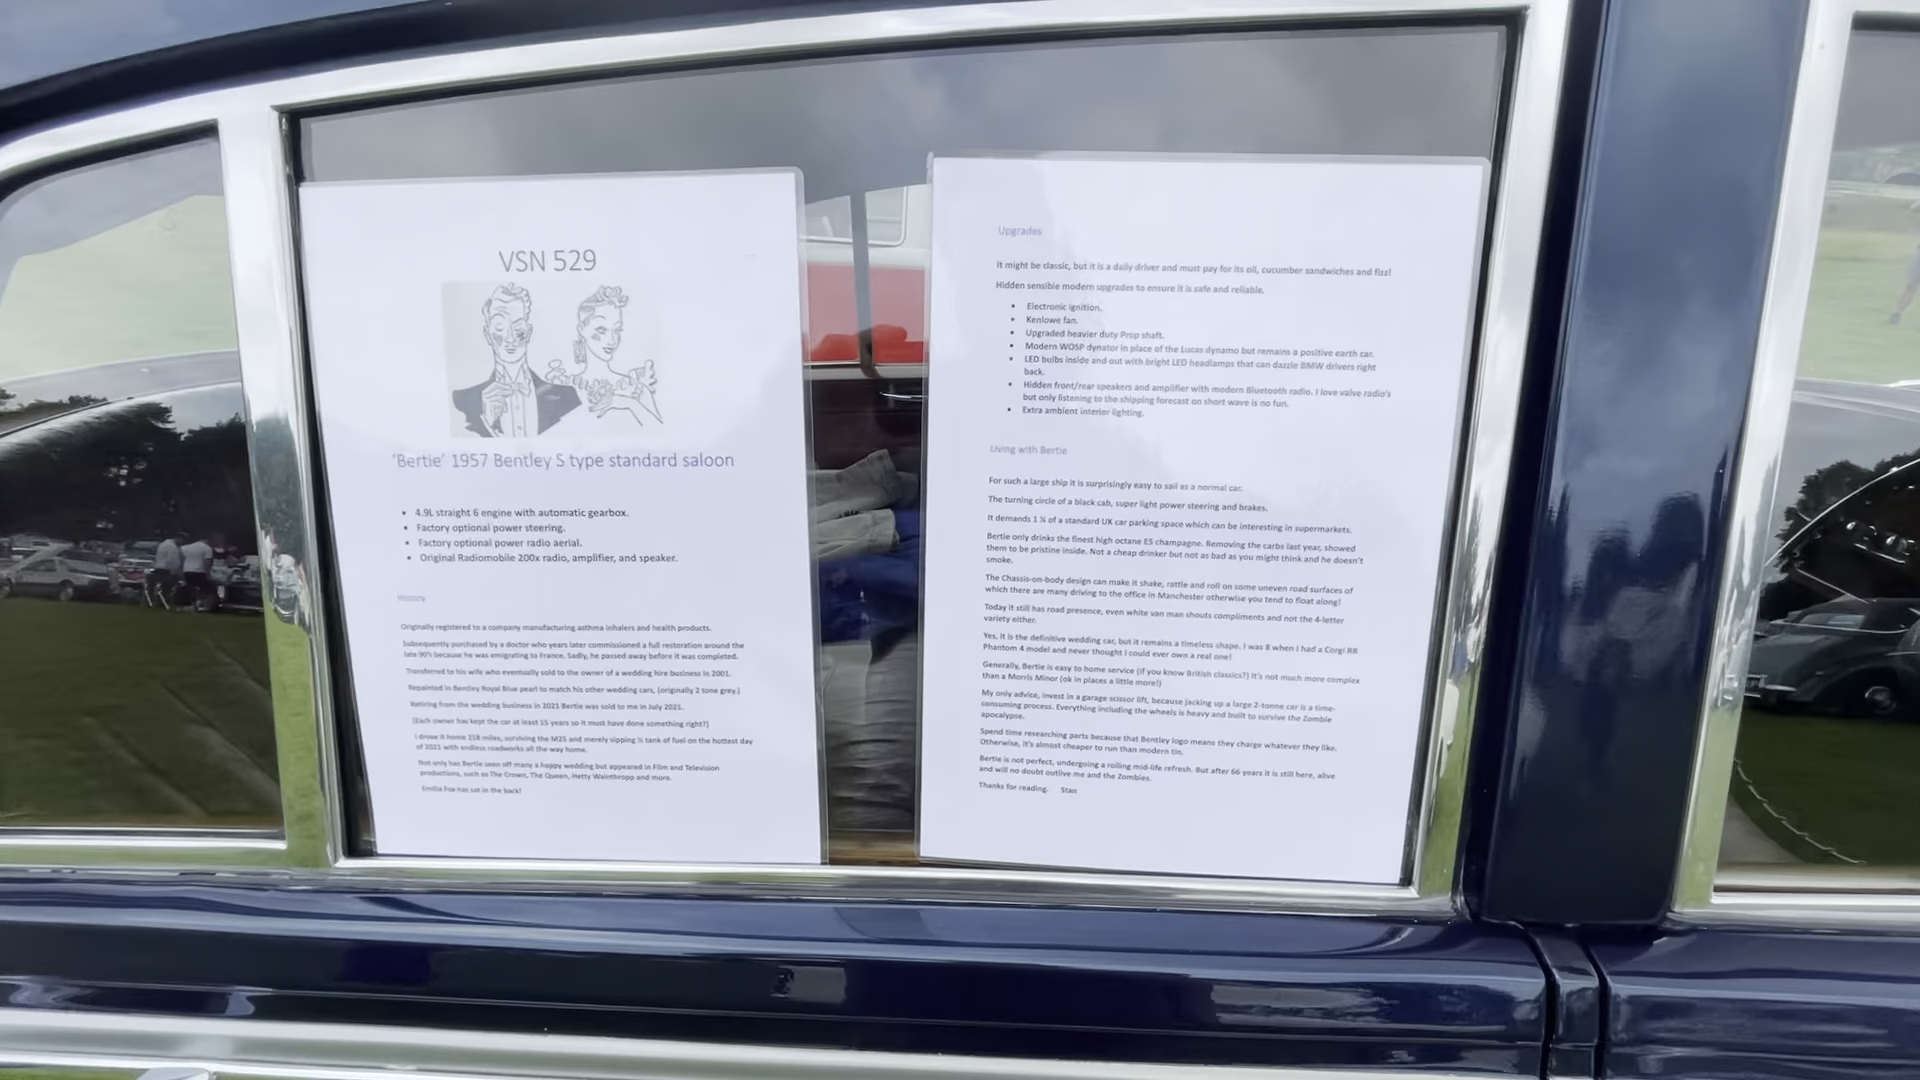 VSN 529
'Bertie' 1957 Bentley S type standard saloon
• 4.9L straight 6 engine with automatic gearbox.
• Factory optional power steering.
• Factory optional power radio aerial.
• Original Radiomobile 200x radio, amplifier, and speaker.
History
Originally registered to a company manufacturing asthma inhalers and health products.
Subsequently purchased by a doctor who years later commissioned a full restoration around the
late 90's because he was emigrating to France. Sadly, he passed away before it was completed.
Transferred to his wife who eventually sold to the owner of a wedding hire business in 2001.
Repainted in Bentley Royal Blue pearl to match his other wedding cars, (originally 2 tone grey.)
Retiring from the wedding business in 2021 Bertie was sold to me in July 2021.
(Each owner has kept the car at least 15 years so it must have done something right?)
I drove it home 258 miles, surviving the M25 and merely sipping ½ tank of fuel on the hottest day
of 2021 with endless roadworks all the way home.
Not only has Bertie seen off many a happy wedding but appeared in Film and Television
productions, such as The Crown, The Queen, Hetty Wainthropp and more.
Emilia Fox has sat in the back!
Upgrades
It might be classic, but it is a daily driver and must pay for its oil, cucumber sandwiches and fizz!
Hidden sensible modern upgrades to ensure it is safe and reliable.
• Electronic ignition.
• Kenlowe fan.
• Upgraded heavier duty Prop shaft.
• Modern WOSP dynator in place of the Lucas dynamo but remains a positive earth car.
• LED bulbs inside and out with bright LED headlamps that can dazzle BMW drivers right
back.
• Hidden front/rear speakers and amplifier with modern Bluetooth radio. I love valve radio's
but only listening to the shipping forecast on short wave is no fun.
• Extra ambient interior lighting.
Living with Bertie
For such a large ship it is surprisingly easy to sail as a normal car.
The turning circle of a black cab, super light power steering and brakes.
It demands 1 ¼ of a standard UK car parking space which can be interesting in supermarkets.
Bertie only drinks the finest high octane E5 champagne. Removing the carbs last year, showed
them to be pristine inside. Not a cheap drinker but not as bad as you might think and he doesn't
smoke.
The Chassis-on-body design can make it shake, rattle and roll on some uneven road surfaces of
which there are many driving to the office in Manchester otherwise you tend to float along!
Today it still has road presence, even white van man shouts compliments and not the 4-letter
variety either.
Yes, it is the definitive wedding car, but it remains a timeless shape. I was 8 when I had a Corgi RR
Phantom 4 model and never thought I could ever own a real one!
Generally, Bertie is easy to home service (if you know British classics?) It's not much more complex
than a Morris Minor (ok in places a little more!)
My only advice, invest in a garage scissor lift, because jacking up a large 2-tonne car is a time-
consuming process. Everything including the wheels is heavy and built to survive the Zombie
apocalypse.
Spend time researching parts because that Bentley logo means they charge whatever they like.
Otherwise, it's almost cheaper to run than modern tin.
Bertie is not perfect, undergoing a rolling mid-life refresh. But after 66 years it is still here, alive
and will no doubt outlive me and the Zombies.
Thanks for reading. Stan